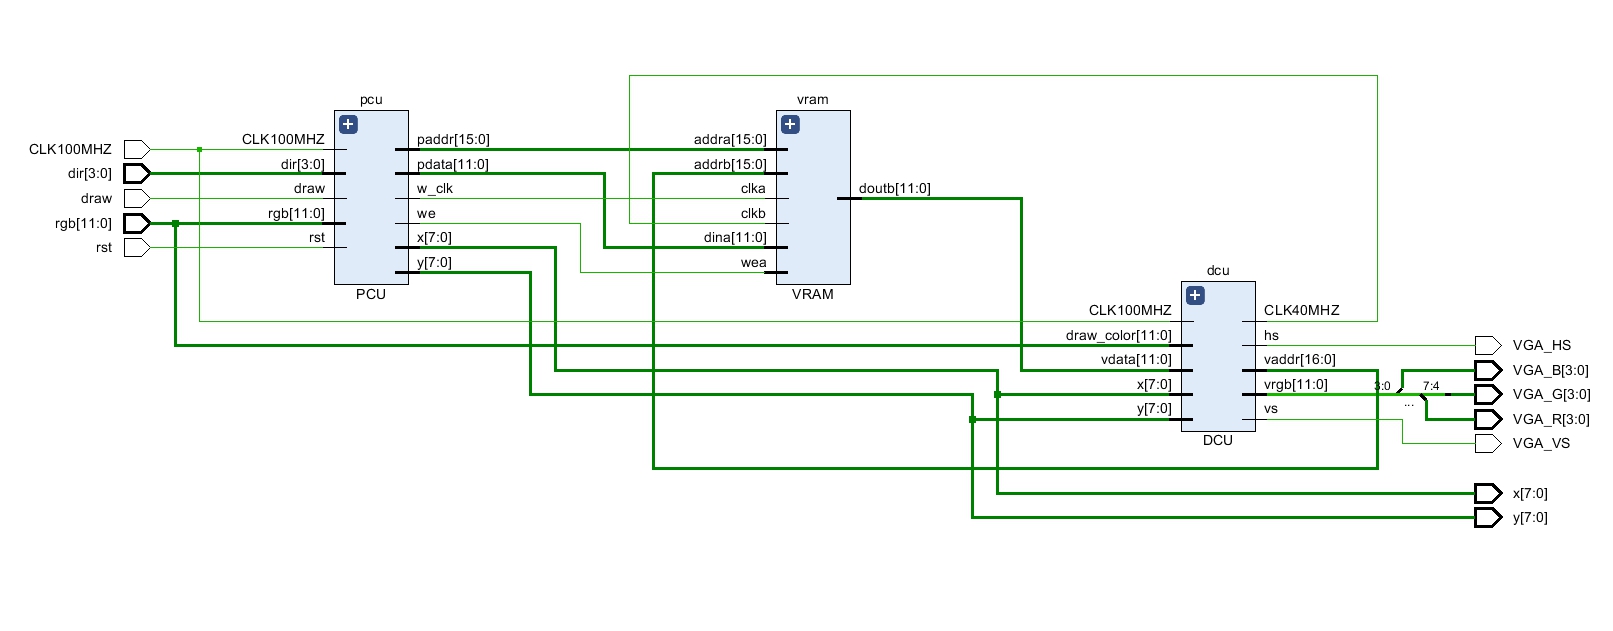 pcu
vram
CLK100MHZ
CLK100MHZ
paddr[15:0]
addra[15:0]
dir[3:0]
dir[3:0]
pdata[11:0]
addrb[15:0]
draw
draw
w_clk
clka
doutb[11:0]
rgb[11:0]
rgb[11:0]
we
clkb
rst
rst
x[7:0]
dina[11:0]
y[7:0]
wea
PCU
VRAM
dcu
CLK100MHZ
CLK40MHZ
draw_color[11:0]
hs
VGA_HS
vdata[11:0]
vaddr[16:0]
VGA_B[3:0]
x[7:0]
vrgb[11:0]
3:0
7:4
VGA_G[3:0]
...
y[7:0]
vs
VGA_R[3:0]
DCU
VGA_VS
x[7:0]
y[7:0]